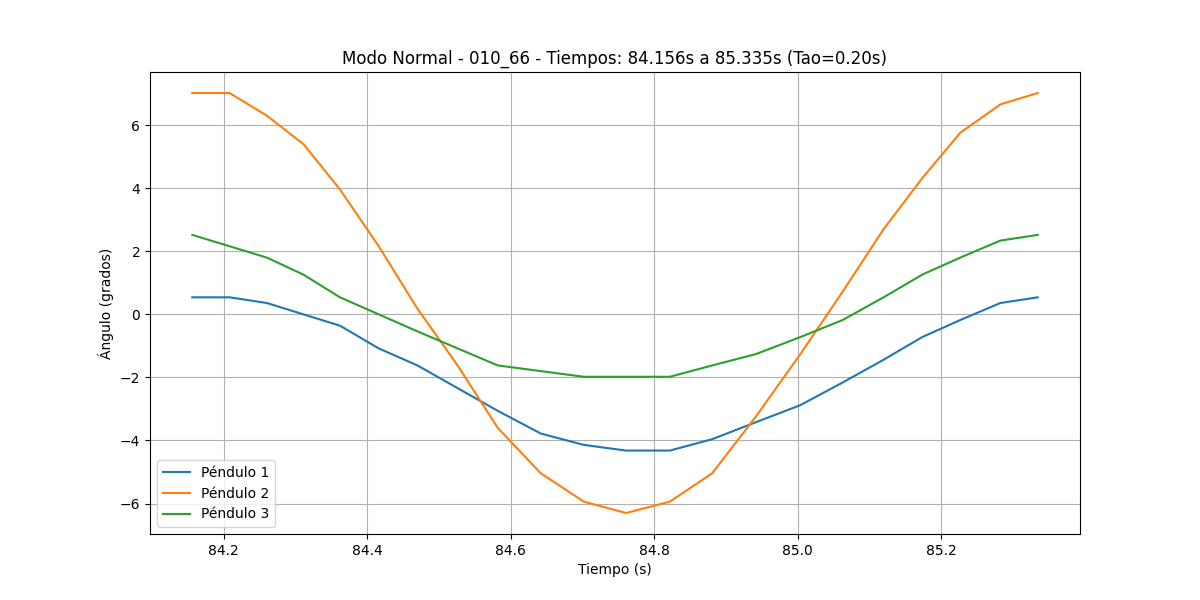 Modo Normal - 010_66 - Tiempos: 84.156s a 85.335s (Tao=0.20s)
Ángulo (grados)
6
4
2
0
−2
−4
−6
Péndulo 1
Péndulo 2
Péndulo 3
84.2 84.4 84.6 84.8 85.0 85.2
Tiempo (s)